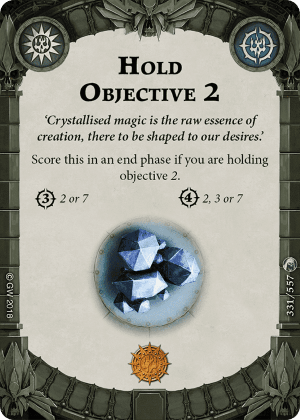 HOLD
OBJECTIVE 2
‘Crystallised magic is the raw essence of
creation, there to be shaped to our desires.’
Score this in an end phase if you are holding
objective 2.
3 2 or 7 4 2, 3 or 7
© GW 2018
331/557